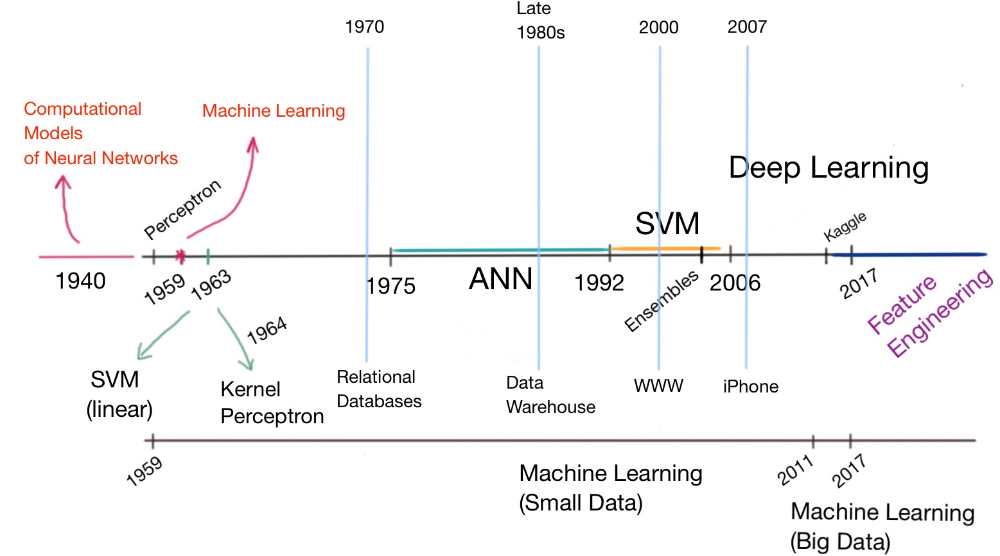 Late
1970
1980s
2000
2007
Computational
Models
of Neural Networks
Machine Learning
Perceptron
Deep Learning
SVM
Kaggle
1940
1959
1963
1975
ANN
1992
Ensembles
2006
2017
Feature
Engineering
1964
SVM
(linear)
Kernel
Perceptron
Relational
Databases
Data
Warehouse
WWW
iPhone
1959
2011
2017
Machine Learning
(Small Data)
Machine Learning
(Big Data)